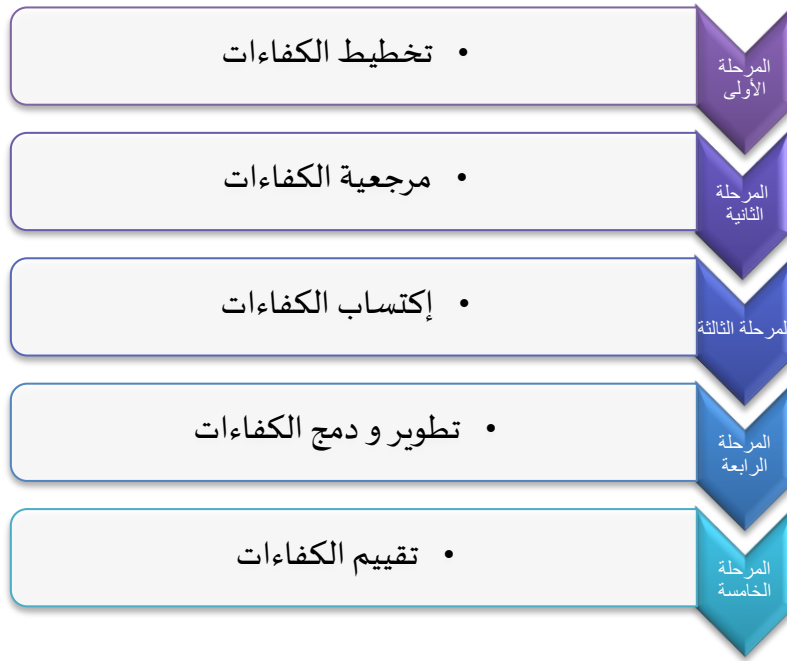 المرحلة
الأولى
• تخطيط الكفاءات
المرحلة
الثانية
• مرجعية الكفاءات
لمرحلة الثالثة
• إكتساب الكفاءات
المرحلة
الرابعة
• تطوير و دمج الكفاءات
المرحلة
الخامسة
• تقييم الكفاءات